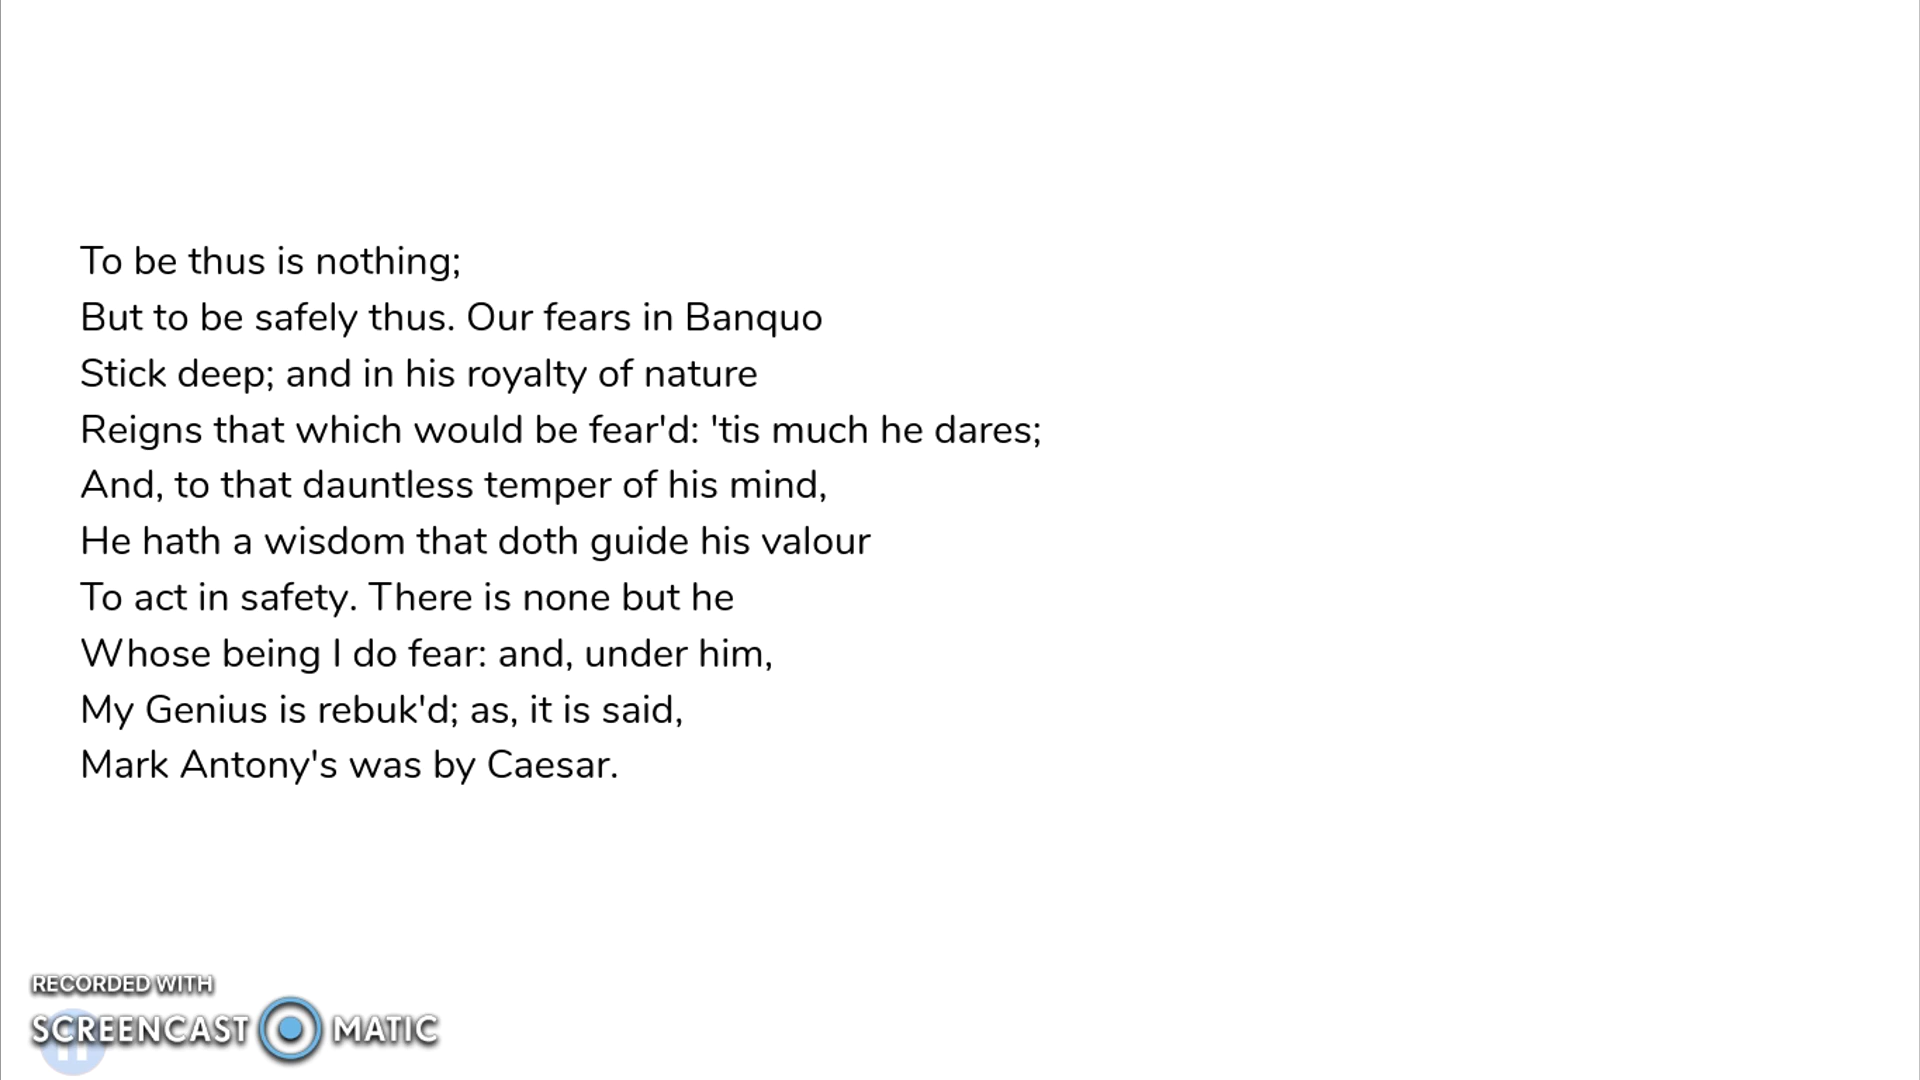 To be thus is nothing;
But to be safely thus. Our fears in Banquo
Stick deep; and in his royalty of nature
Reigns that which would be fear'd: 'tis much he dares;
And, to that dauntless temper of his mind,
He hath a wisdom that doth guide his valour
To act in safety. There is none but he
Whose being I do fear: and, under him,
My Genius is rebuk'd; as, it is said,
Mark Antony's was by Caesar.
RECORDED WITH
SCREENCAST MATIC